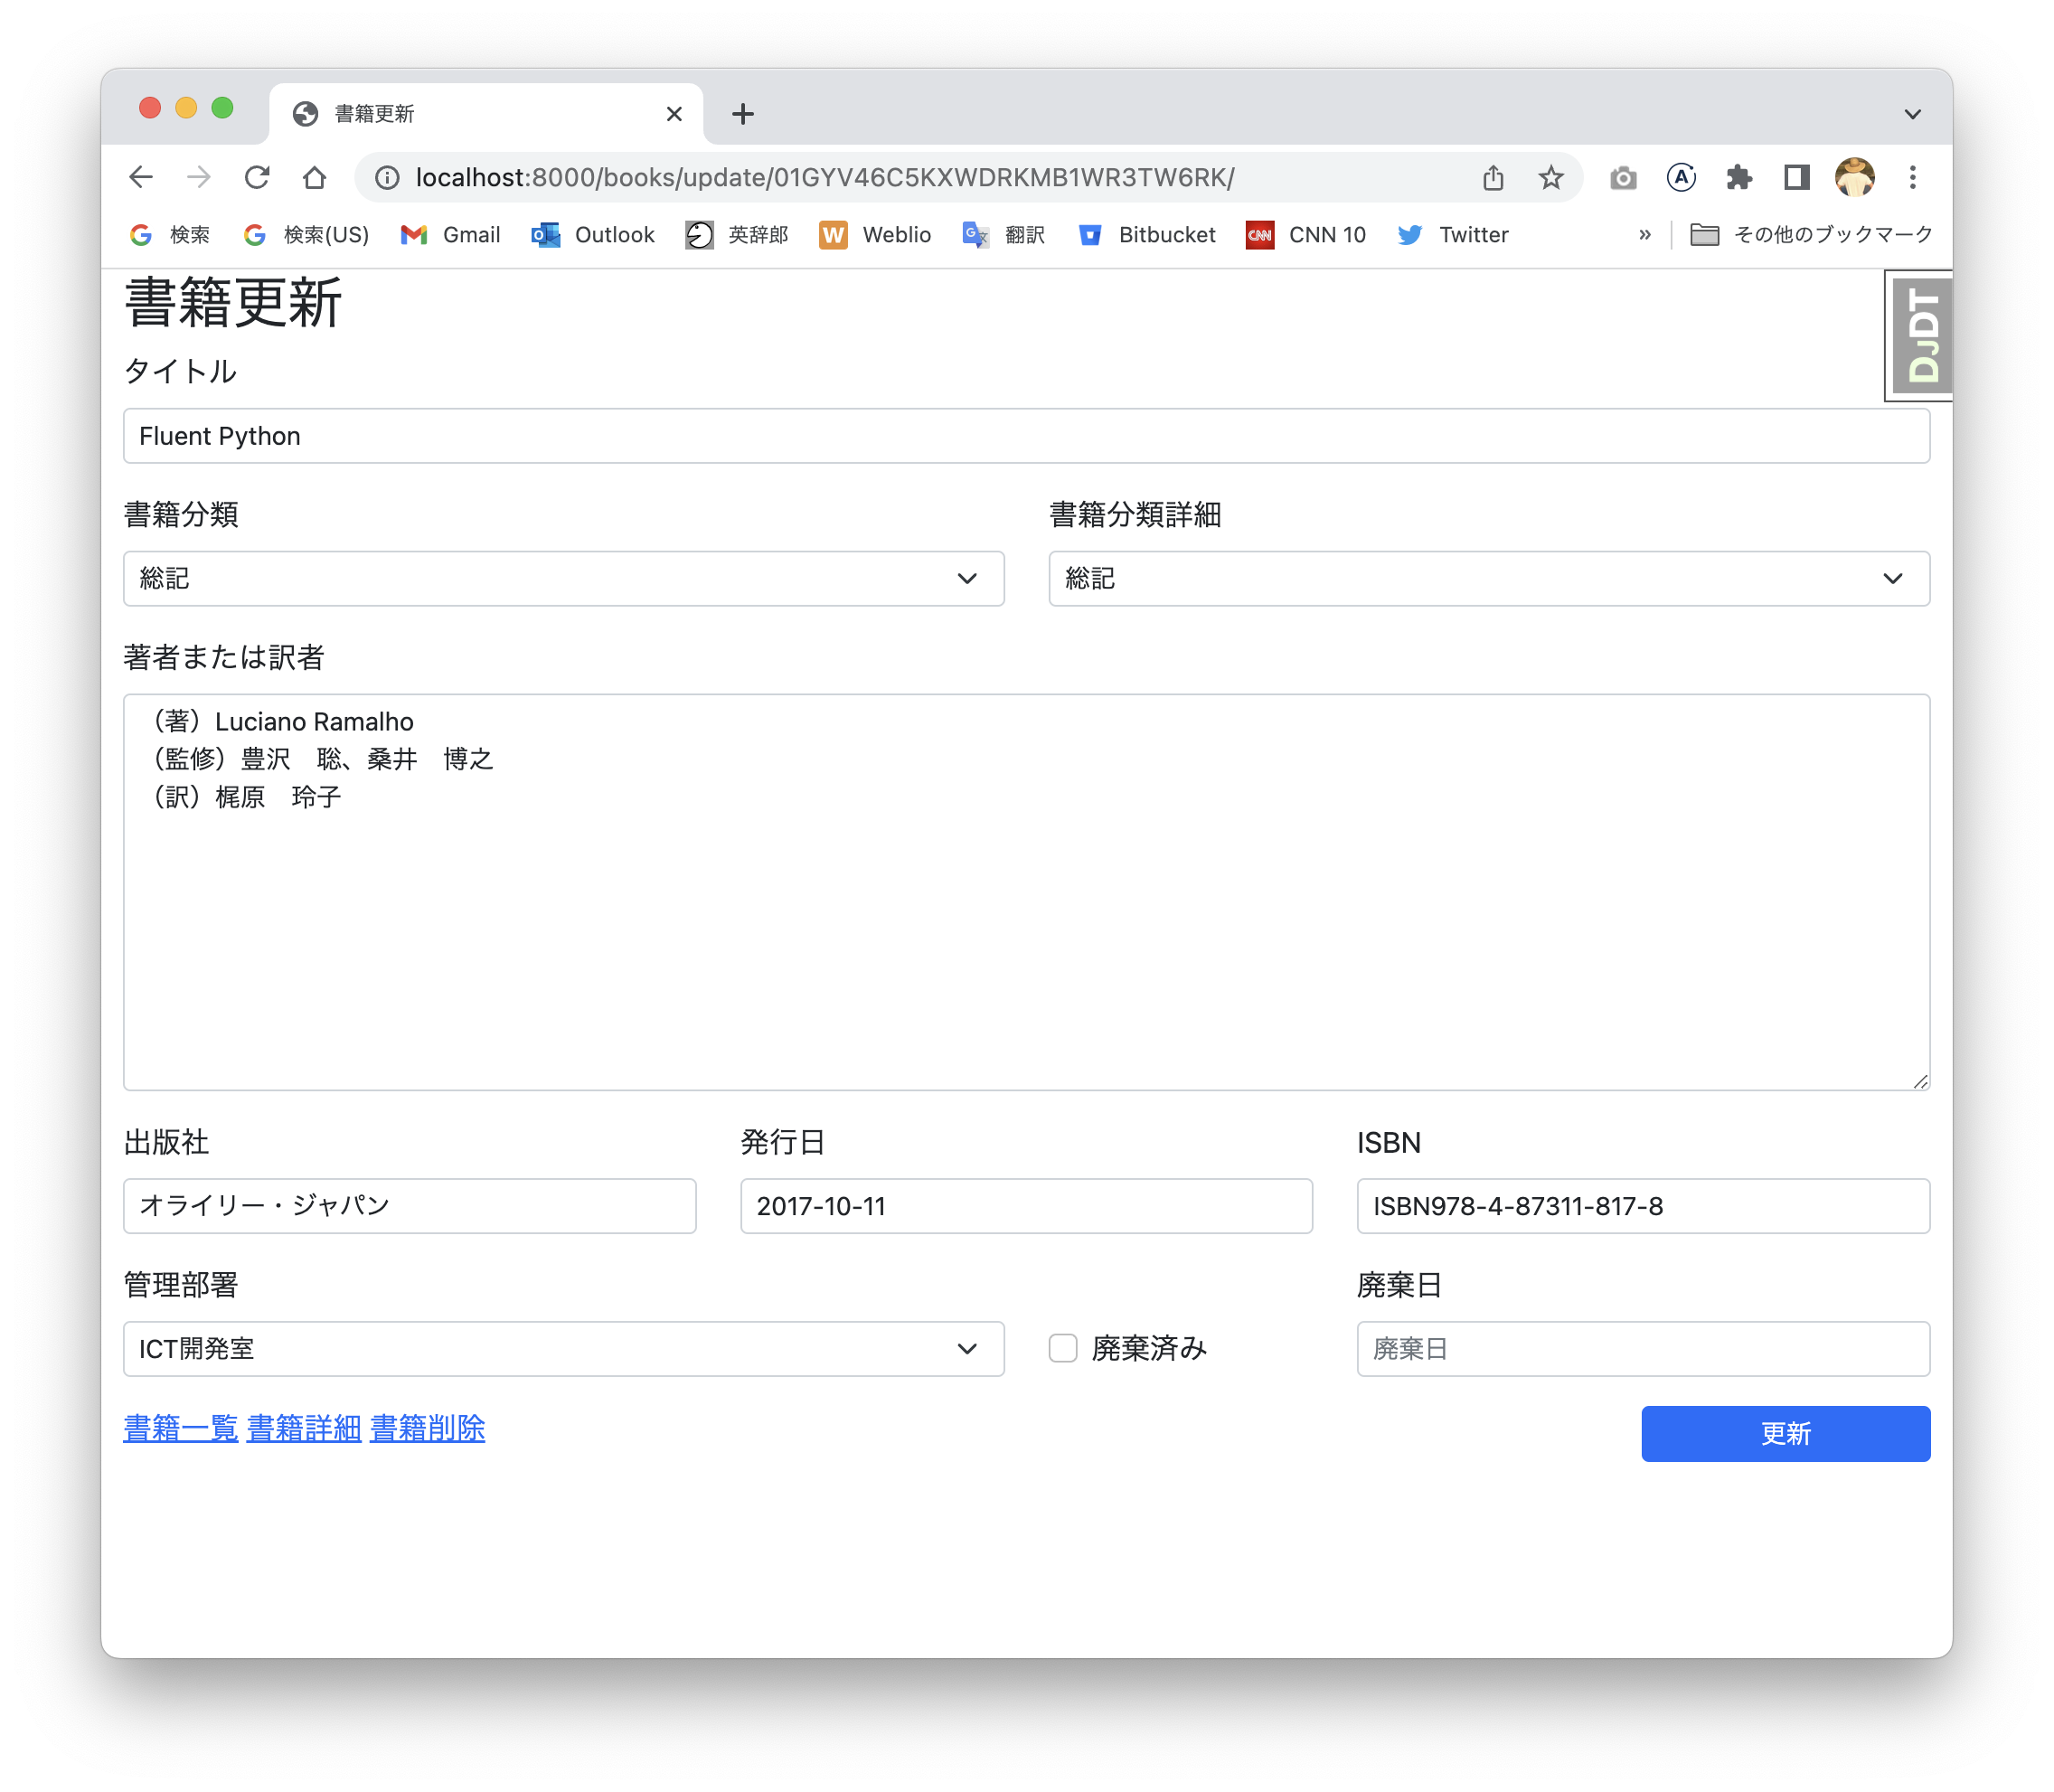 書籍更新
localhost:8000/books/update/01GYV46C5KXWDRKMB1WR3TW6RK/
検索 検索(US) Gmail Outlook 英辞郎 Weblio 翻訳 Bitbucket CNN 10 Twitter » その他のブックマーク
書籍更新
DJDT
タイトル
Fluent Python
書籍分類 書籍分類詳細
総記 総記
著者または訳者
（著）Luciano Ramalho
（監修）豊沢　聡、桑井　博之
（訳）梶原　玲子
出版社 発行日 ISBN
オライリー・ジャパン 2017-10-11 ISBN978-4-87311-817-8
管理部署 廃棄日
ICT開発室 廃棄済み 廃棄日
書籍一覧 書籍詳細 書籍削除 更新